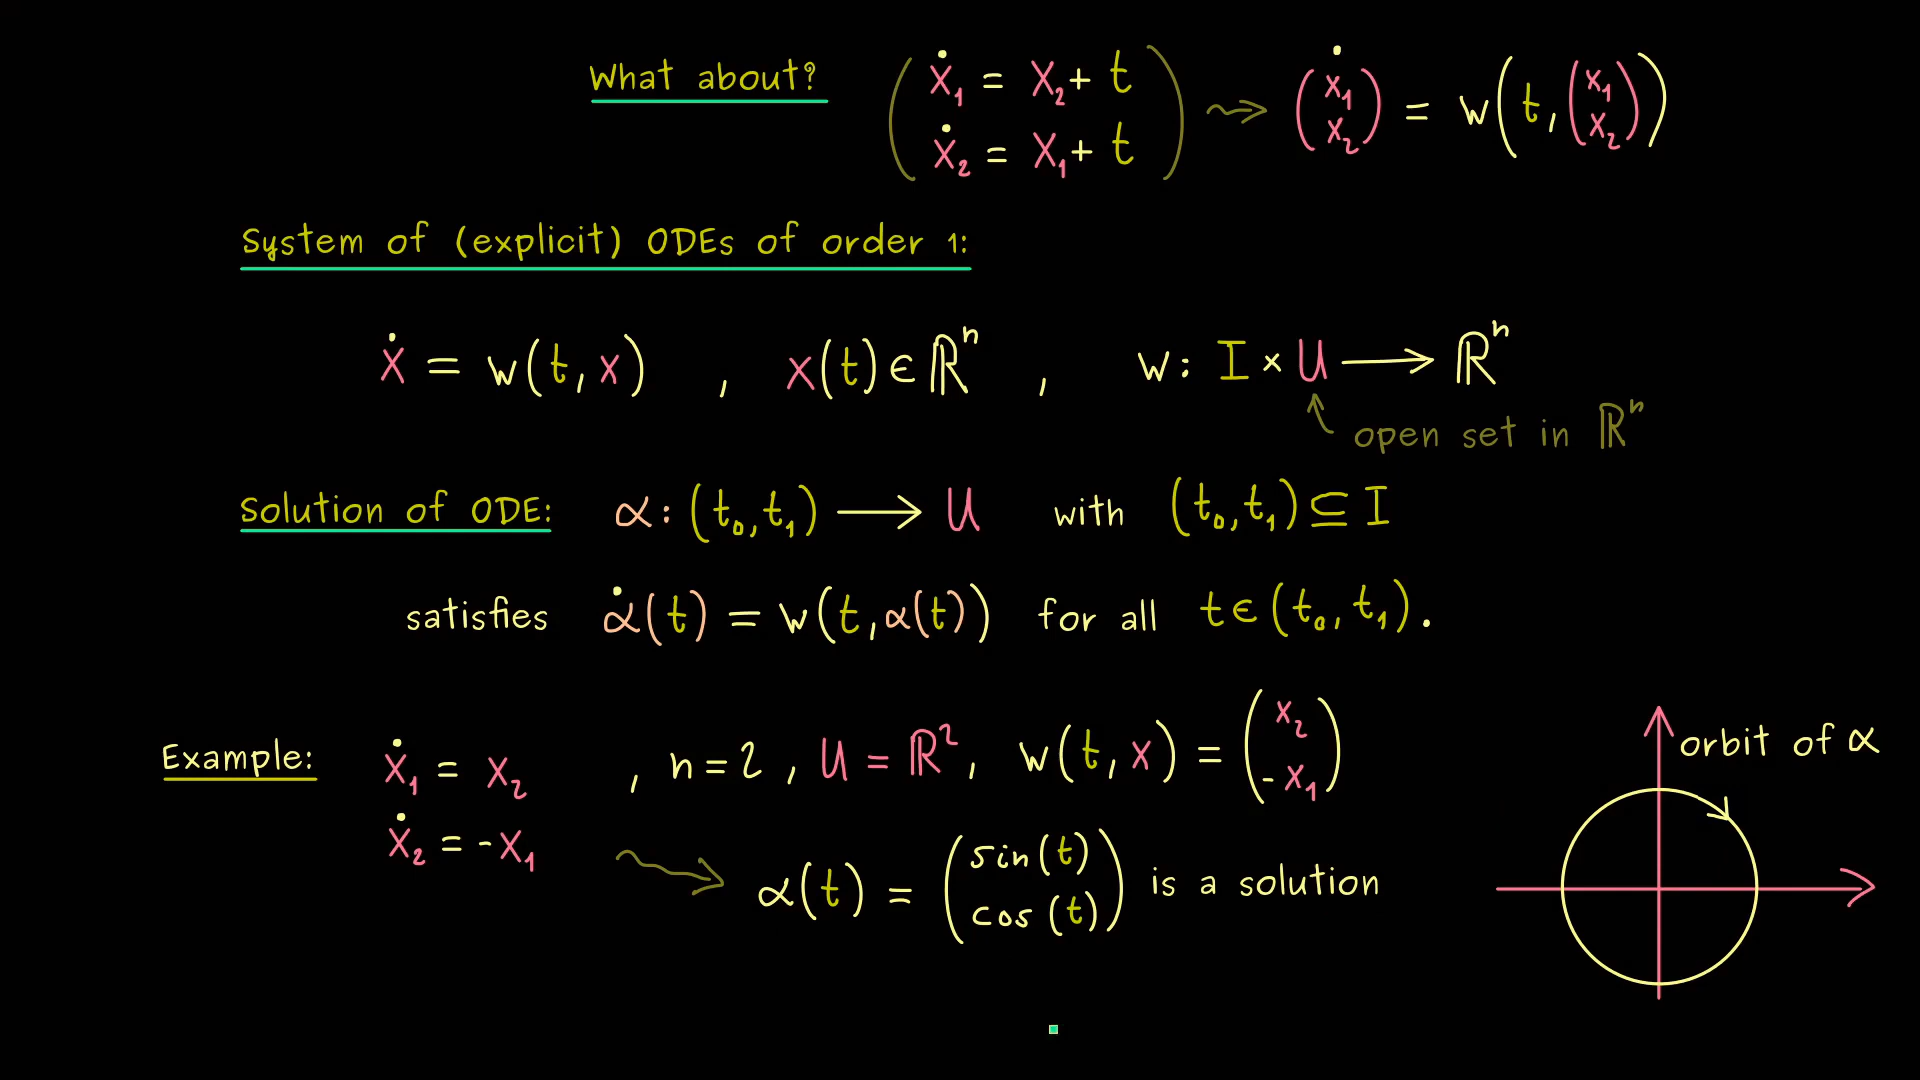 What about? ( ẋ₁ = x₂ + t ⇝ (x₁ x₂)˙ = w(t, (x₁ x₂))
ẋ₂ = x₁ + t )
System of (explicit) ODEs of order 1:
ẋ = w(t, x) , x(t) ∈ ℝⁿ , w: I × U ⟶ ℝⁿ
open set in ℝⁿ
Solution of ODE: α: (t₀, t₁) ⟶ U with (t₀, t₁) ⊆ I
satisfies α̇(t) = w(t, α(t)) for all t ∈ (t₀, t₁).
Example: ẋ₁ = x₂ , n = 2 , U = ℝ², w(t, x) = (x₂ -x₁)
ẋ₂ = -x₁
α(t) = (sin(t) cos(t)) is a solution
orbit of α